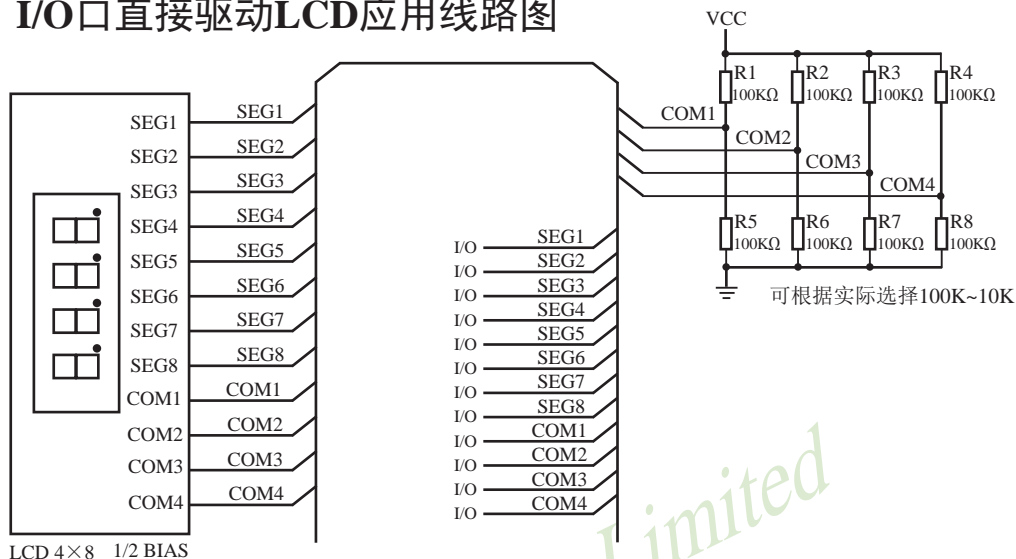 I/O口直接驱动LCD应用线路图
VCC
R1
100KΩ
R2
100KΩ
R3
100KΩ
R4
100KΩ
COM1
COM2
COM3
COM4
R5
100KΩ
R6
100KΩ
R7
100KΩ
R8
100KΩ
可根据实际选择100K~10K
SEG1 SEG1
SEG2 SEG2
SEG3 SEG3
SEG4 SEG4
SEG5 SEG5
SEG6 SEG6
SEG7 SEG7
SEG8 SEG8
COM1 COM1
COM2 COM2
COM3 COM3
COM4 COM4
I/O SEG1
I/O SEG2
I/O SEG3
I/O SEG4
I/O SEG5
I/O SEG6
I/O SEG7
I/O SEG8
I/O COM1
I/O COM2
I/O COM3
I/O COM4
LCD 4×8 1/2 BIAS
Limited